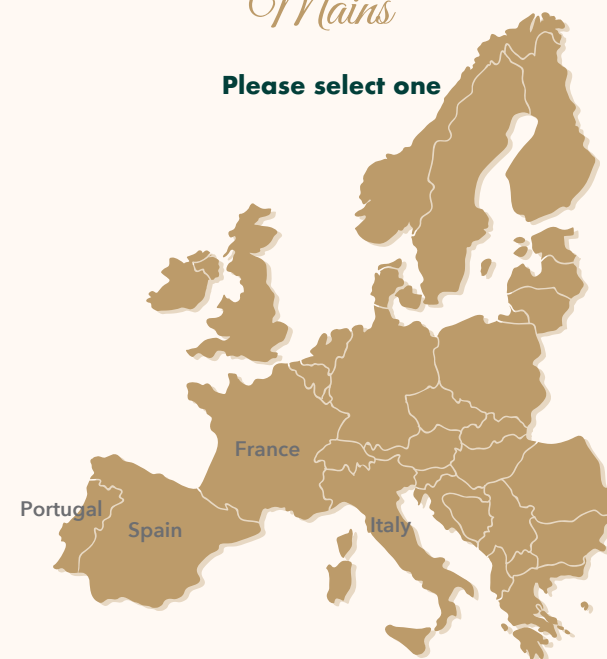 Mains
Please select one
France
Portugal
Spain
Italy